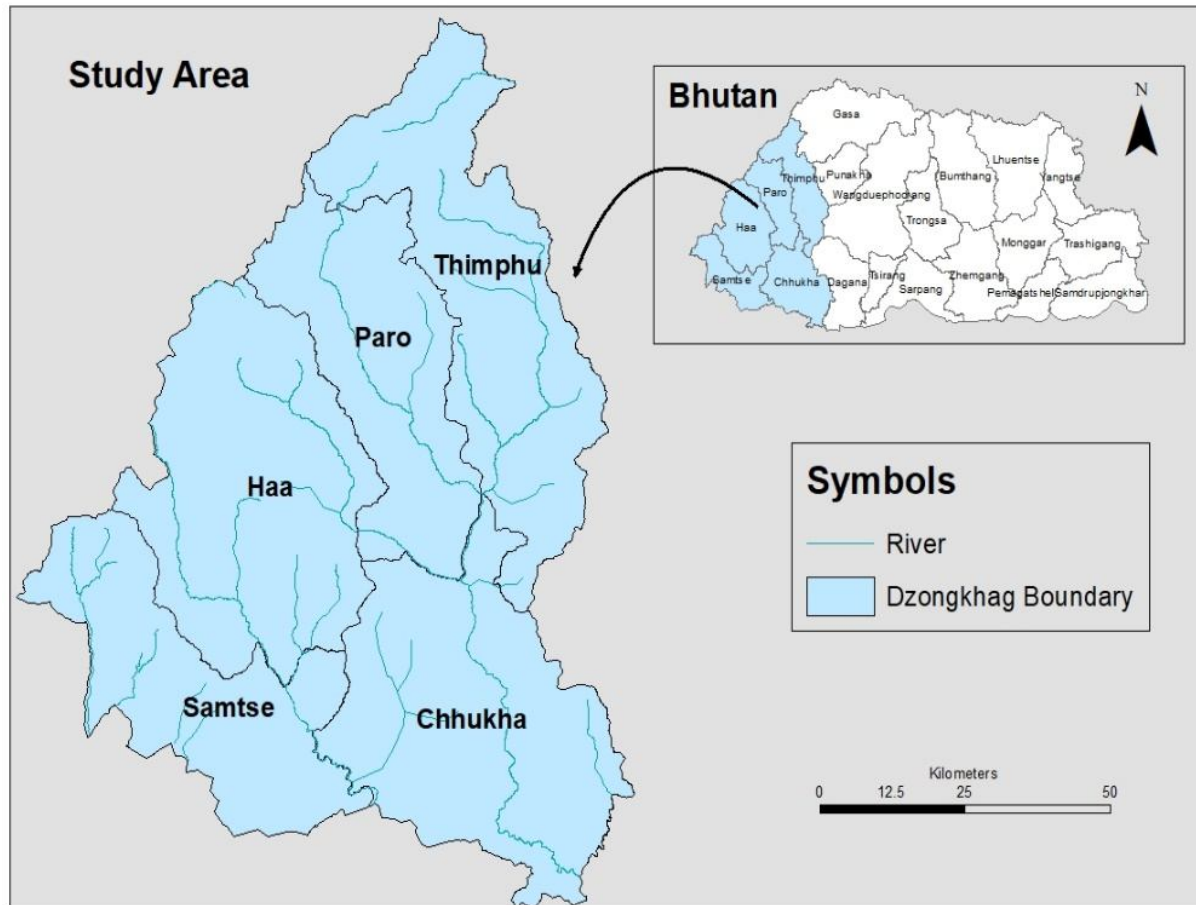 Study Area
Thimphu
Paro
Haa
Samtse
Chhukha
Bhutan
N
Gasa
Lhuentse
Punakha
Thimphu
Bumthang
Yangtse
Paro
Wangduephodrang
Trongsa
Haa
Monggar
Trashigang
Samtse
Chhukha
Dagana
Tsirang
Zhemgang
Sarpang
Pemagatshel
Samdrupjongkhar
Symbols
River
Dzongkhag Boundary
Kilometers
0 12.5 25 50